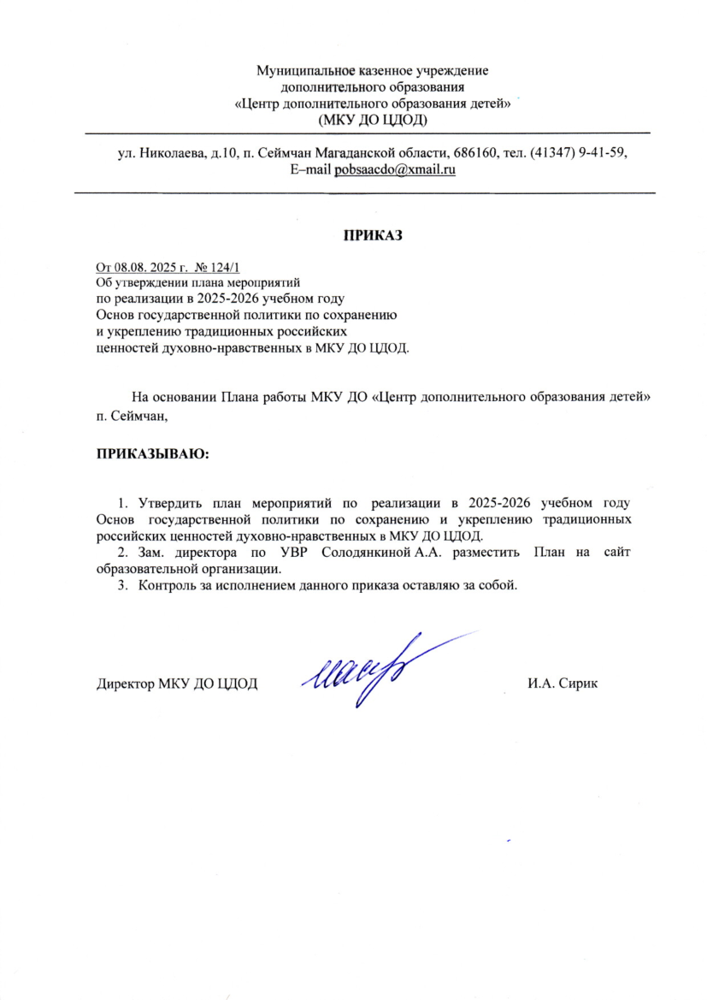 Муниципальное казенное учреждение
дополнительного образования
«Центр дополнительного образования детей»
(МКУ ДО ЦДОД)
ул. Николаева, д.10, п. Сеймчан Магаданской области, 686160, тел. (41347) 9-41-59,
E–mail pobsaacdo@xmail.ru
ПРИКАЗ
От 08.08. 2025 г. № 124/1
Об утверждении плана мероприятий
по реализации в 2025-2026 учебном году
Основ государственной политики по сохранению
и укреплению традиционных российских
ценностей духовно-нравственных в МКУ ДО ЦДОД.
На основании Плана работы МКУ ДО «Центр дополнительного образования детей»
п. Сеймчан,
ПРИКАЗЫВАЮ:
1. Утвердить план мероприятий по реализации в 2025-2026 учебном году
Основ государственной политики по сохранению и укреплению традиционных
российских ценностей духовно-нравственных в МКУ ДО ЦДОД.
2. Зам. директора по УВР Солодянкиной А.А. разместить План на сайт
образовательной организации.
3. Контроль за исполнением данного приказа оставляю за собой.
Директор МКУ ДО ЦДОД И.А. Сирик